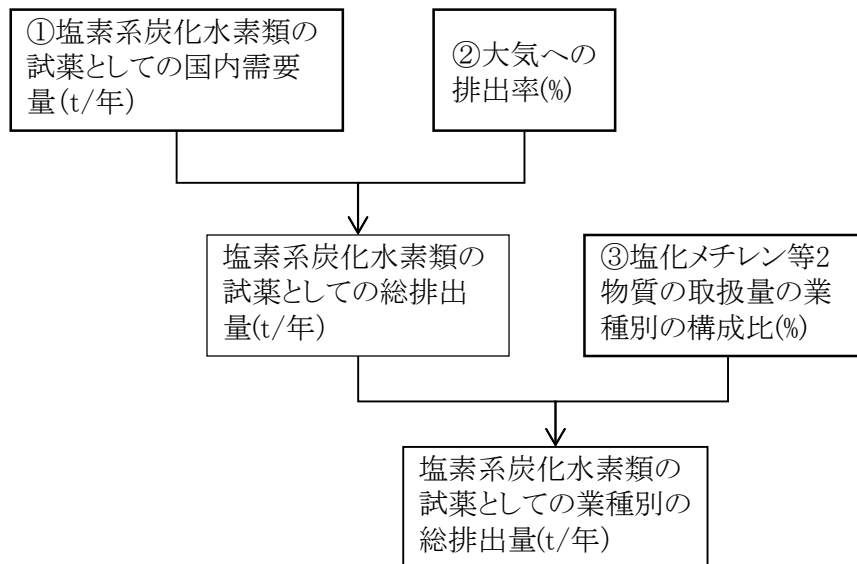 ①塩素系炭化水素類の
試薬としての国内需要
量(t/年)
②大気への
排出率(%)
塩素系炭化水素類の
試薬としての総排出
量(t/年)
③塩化メチレン等2
物質の取扱量の業
種別の構成比(%)
塩素系炭化水素類の
試薬としての業種別の
総排出量(t/年)